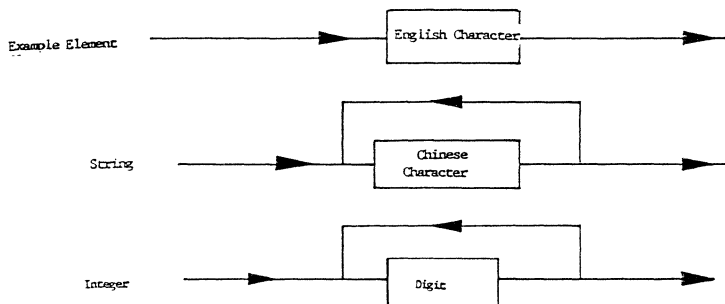 Example Element
English Character
String
Chinese
Character
Integer
Digit